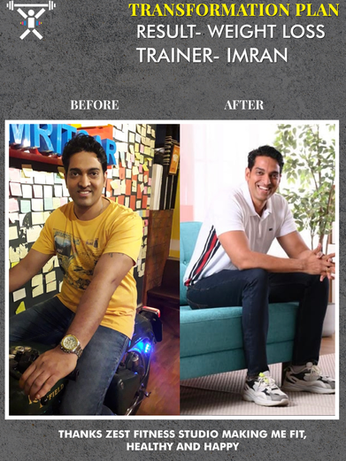 TRANSFORMATION PLAN
RESULT- WEIGHT LOSS
TRAINER- IMRAN
BEFORE
AFTER
THANKS ZEST FITNESS STUDIO MAKING ME FIT,
HEALTHY AND HAPPY